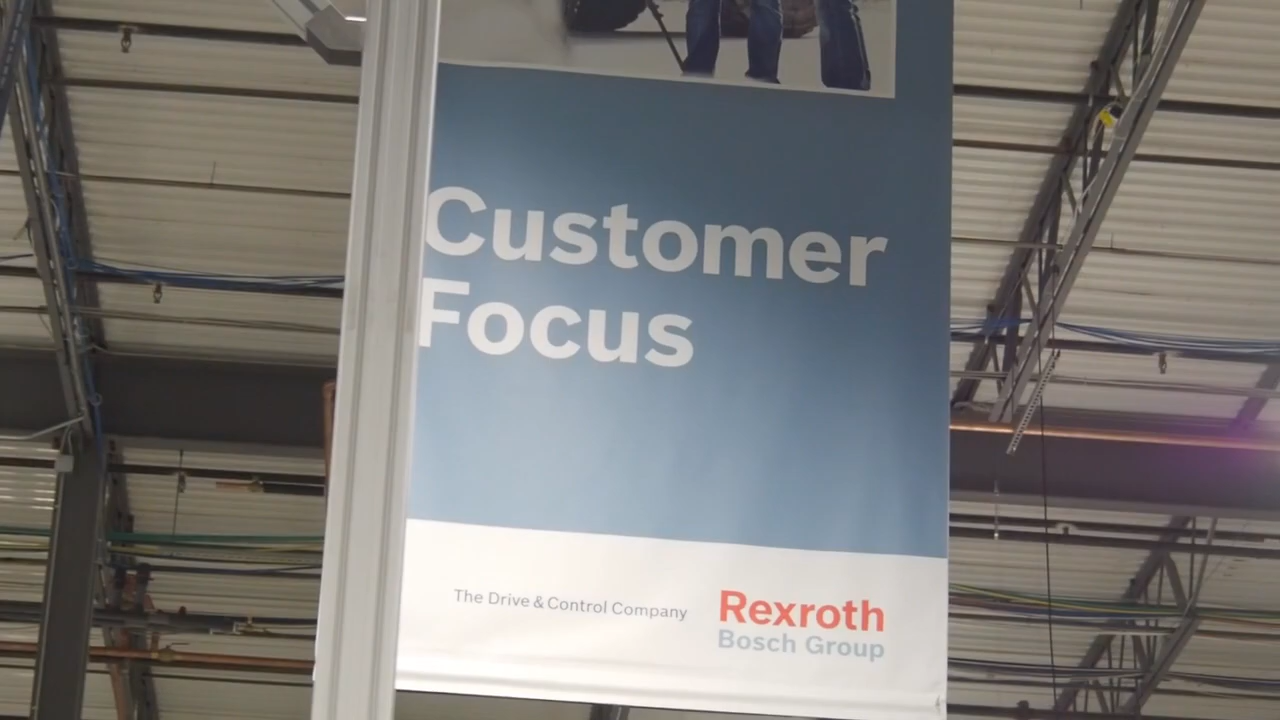 Customer
Focus
The Drive & Control Company
Rexroth
Bosch Group